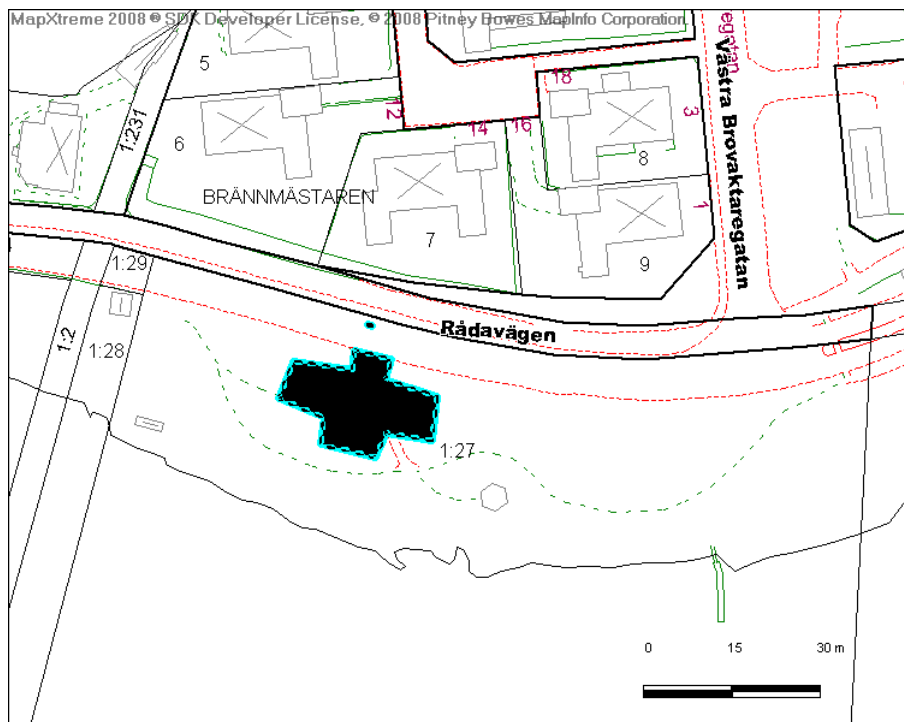 MapXtreme 2008 ® SDK Developer License, © 2008 Pitney Bowes MapInfo Corporation.
egatan
Västra Brovaktaregatan
5
18
12
3
1:231
6
14
16
8
BRÄNNMÄSTAREN
1
7
9
1:29
Rådavägen
1:2
1:28
1:27
0 15 30 m